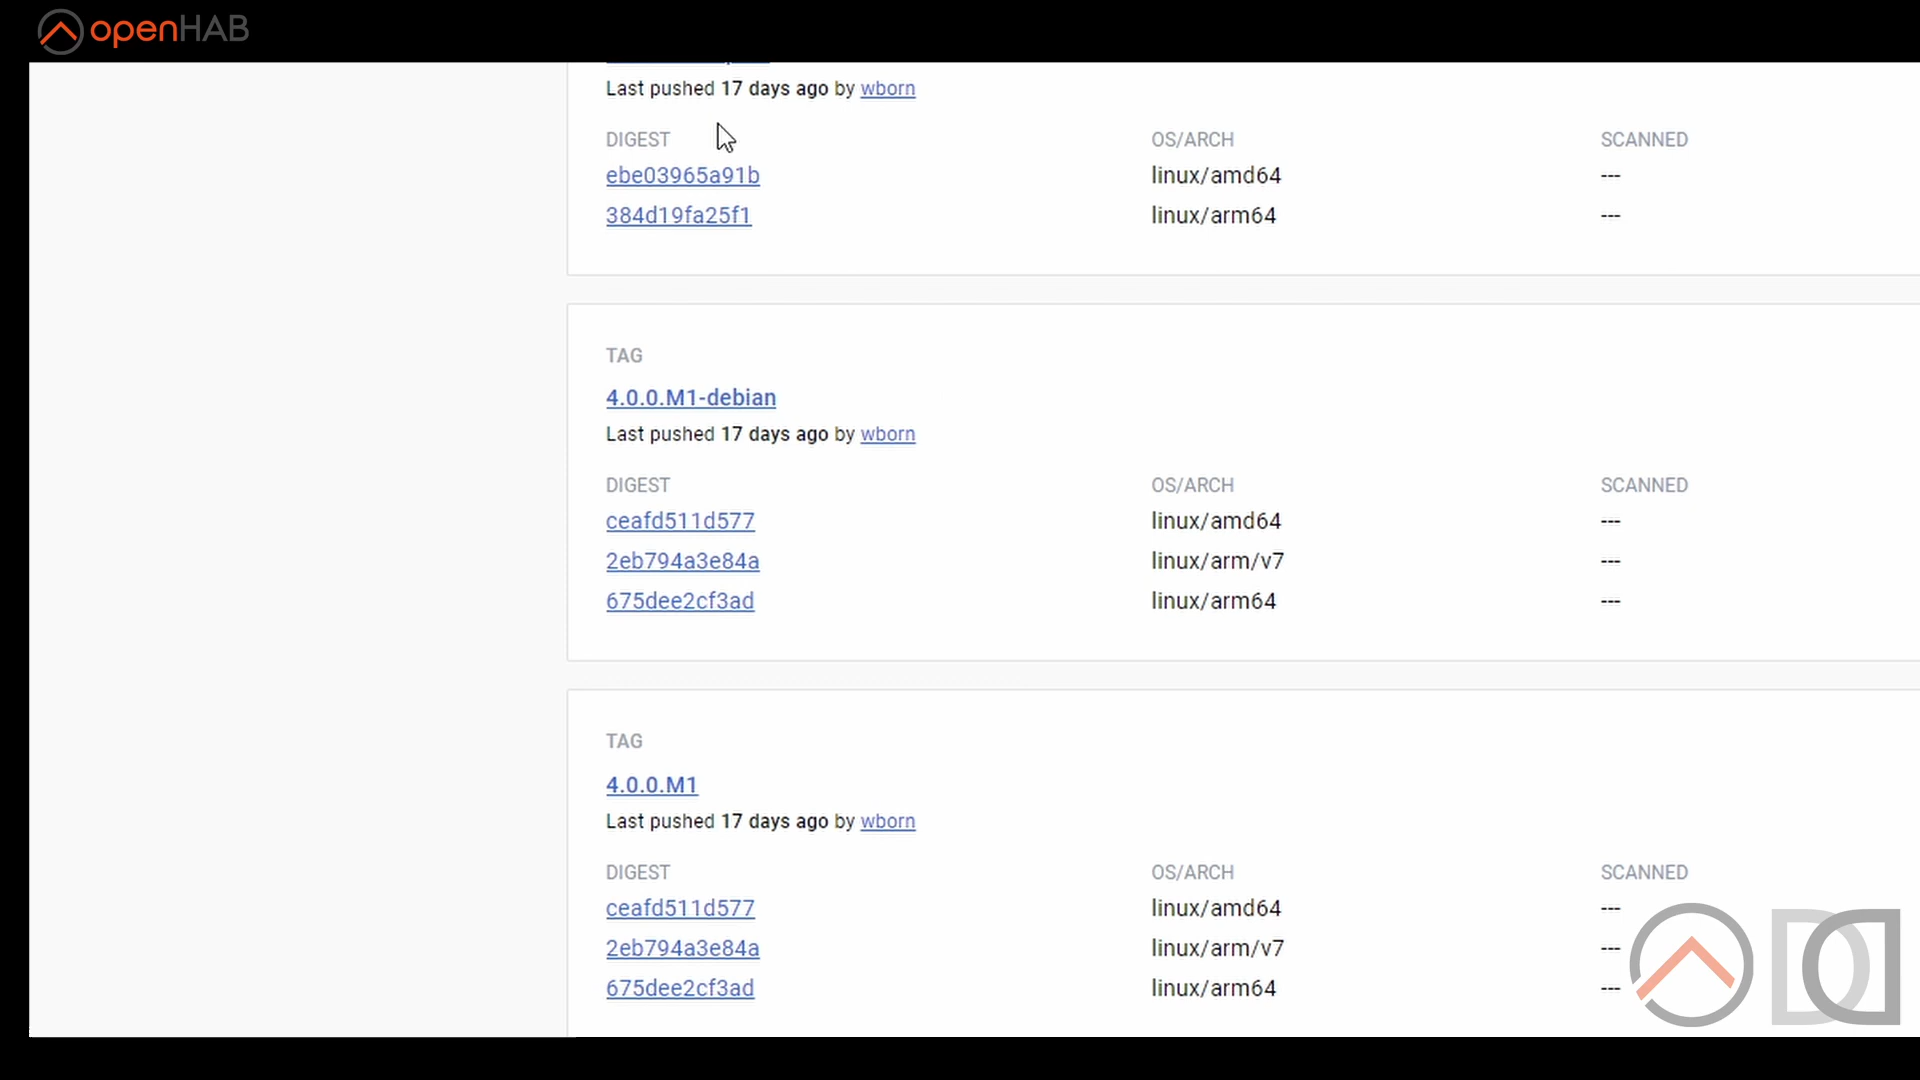 openHAB
Last pushed 17 days ago by wborn
DIGEST OS/ARCH SCANNED
ebe03965a91b linux/amd64 ---
384d19fa25f1 linux/arm64 ---
TAG
4.0.0.M1-debian
Last pushed 17 days ago by wborn
DIGEST OS/ARCH SCANNED
ceafd511d577 linux/amd64 ---
2eb794a3e84a linux/arm/v7 ---
675dee2cf3ad linux/arm64 ---
TAG
4.0.0.M1
Last pushed 17 days ago by wborn
DIGEST OS/ARCH SCANNED
ceafd511d577 linux/amd64 ---
2eb794a3e84a linux/arm/v7 ---
675dee2cf3ad linux/arm64 ---